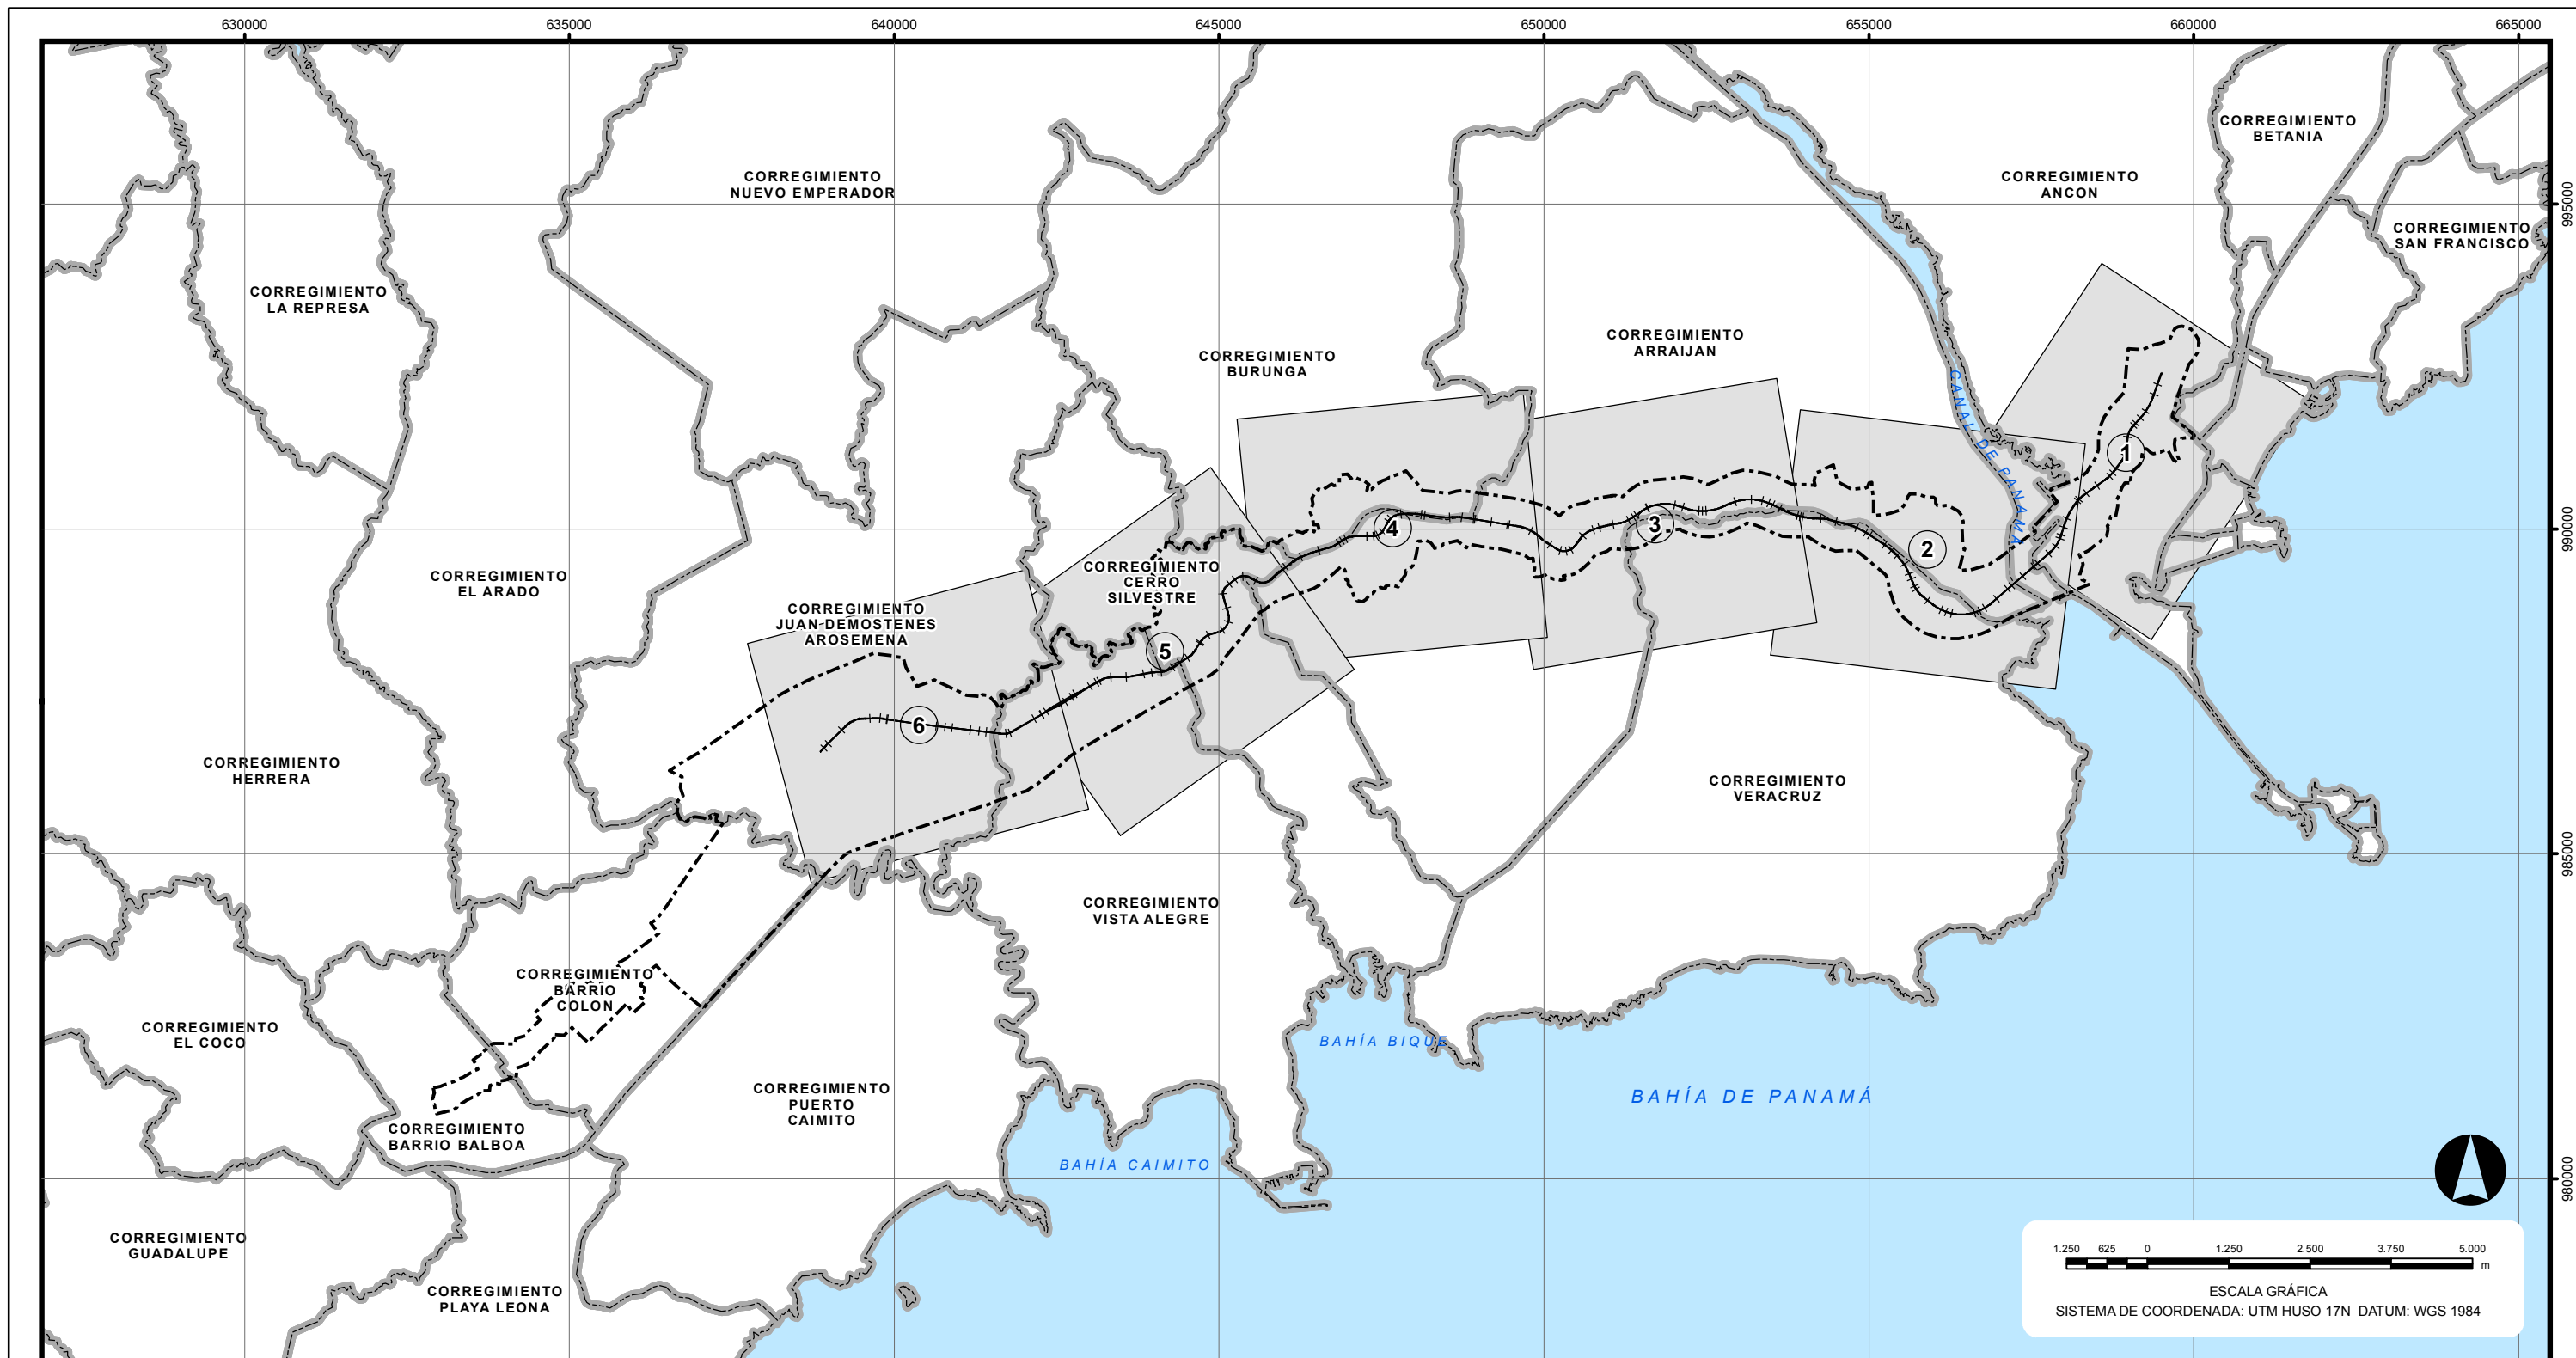 630000
635000
640000
645000
650000
655000
660000
665000
CORREGIMIENTO
BETANIA
CORREGIMIENTO
NUEVO EMPERADOR
CORREGIMIENTO
ANCON
995000
CORREGIMIENTO
SAN FRANCISCO
CORREGIMIENTO
LA REPRESA
CORREGIMIENTO
ARRAIJAN
CORREGIMIENTO
BURUNGA
CANAL DE PANAMÁ
1
4
3
2
990000
CORREGIMIENTO
CERRO
SILVESTRE
CORREGIMIENTO
EL ARADO
CORREGIMIENTO
JUAN DEMOSTENES
AROSEMENA
5
6
CORREGIMIENTO
HERRERA
CORREGIMIENTO
VERACRUZ
985000
CORREGIMIENTO
VISTA ALEGRE
CORREGIMIENTO
BARRIO
COLON
CORREGIMIENTO
EL COCO
BAHÍA BIQUE
CORREGIMIENTO
PUERTO
CAIMITO
BAHÍA DE PANAMÁ
CORREGIMIENTO
BARRIO BALBOA
BAHÍA CAIMITO
980000
CORREGIMIENTO
GUADALUPE
CORREGIMIENTO
PLAYA LEONA
1.250 625 0 1.250 2.500 3.750 5.000
m
ESCALA GRÁFICA
SISTEMA DE COORDENADA: UTM HUSO 17N DATUM: WGS 1984